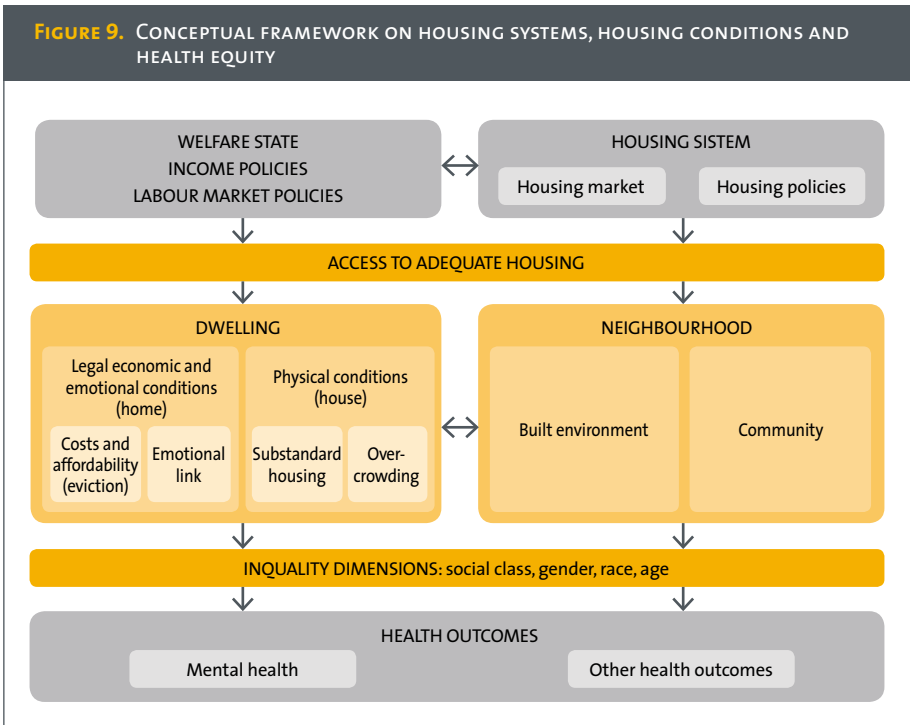 FIGURE 9. CONCEPTUAL FRAMEWORK ON HOUSING SYSTEMS, HOUSING CONDITIONS AND
HEALTH EQUITY
WELFARE STATE
INCOME POLICIES
LABOUR MARKET POLICIES
HOUSING SISTEM
Housing market
Housing policies
ACCESS TO ADEQUATE HOUSING
DWELLING
Legal economic and
emotional conditions
(home)
Costs and
affordability
(eviction)
Emotional
link
Physical conditions
(house)
Substandard
housing
Over-
crowding
NEIGHBOURHOOD
Built environment
Community
INQUALITY DIMENSIONS: social class, gender, race, age
HEALTH OUTCOMES
Mental health
Other health outcomes